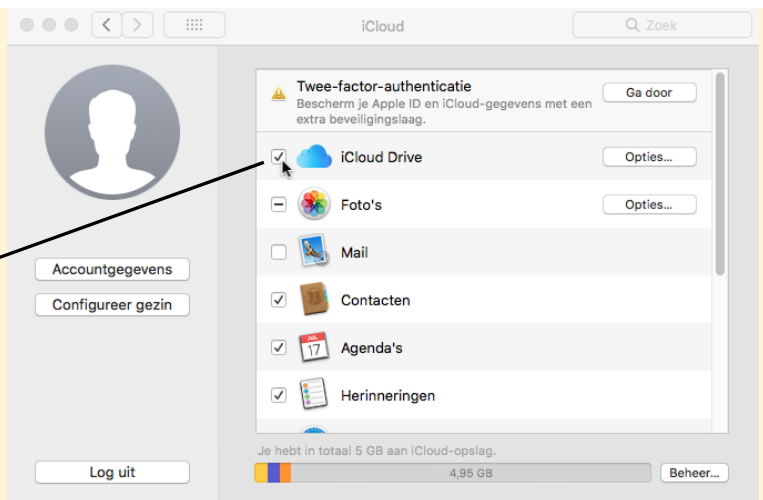 iCloud
Zoek
Twee-factor-authenticatie
Bescherm je Apple ID en iCloud-gegevens met een
extra beveiligingslaag.
Ga door
iCloud Drive
Opties...
Foto's
Opties...
Mail
Contacten
JUL
17
Agenda's
Herinneringen
Accountgegevens
Configureer gezin
Log uit
Je hebt in totaal 5 GB aan iCloud-opslag.
4,95 GB
Beheer...